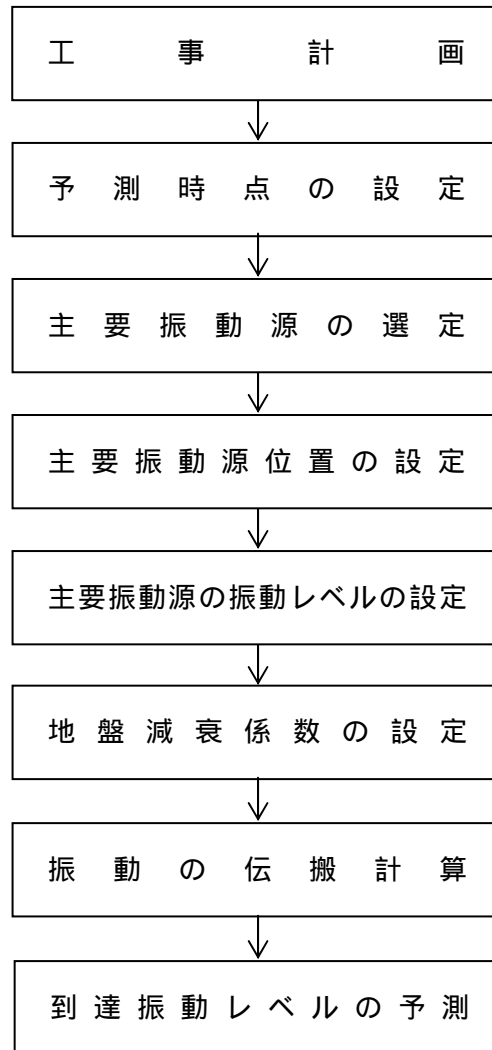 工事計画
予測時点の設定
主要振動源の選定
主要振動源位置の設定
主要振動源の振動レベルの設定
地盤減衰係数の設定
振動の伝搬計算
到達振動レベルの予測